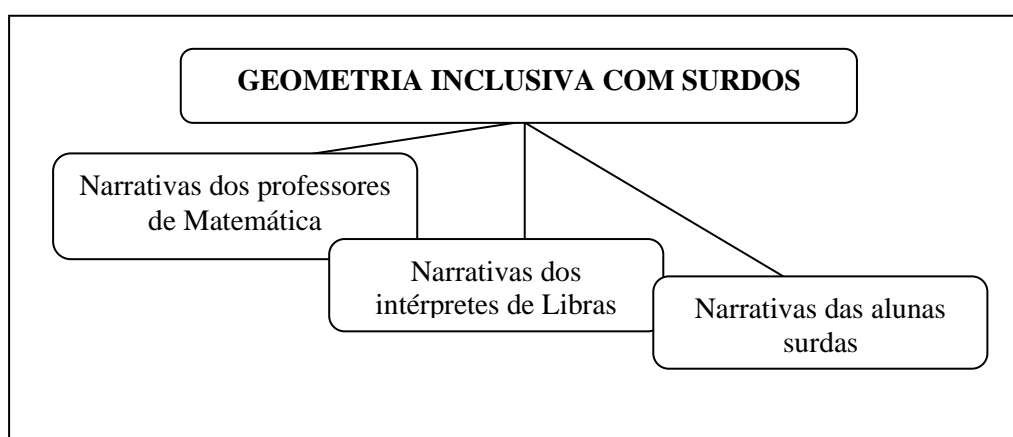 GEOMETRIA INCLUSIVA COM SURDOS
Narrativas dos professores
de Matemática
Narrativas dos
intérpretes de Libras
Narrativas das alunas
surdas